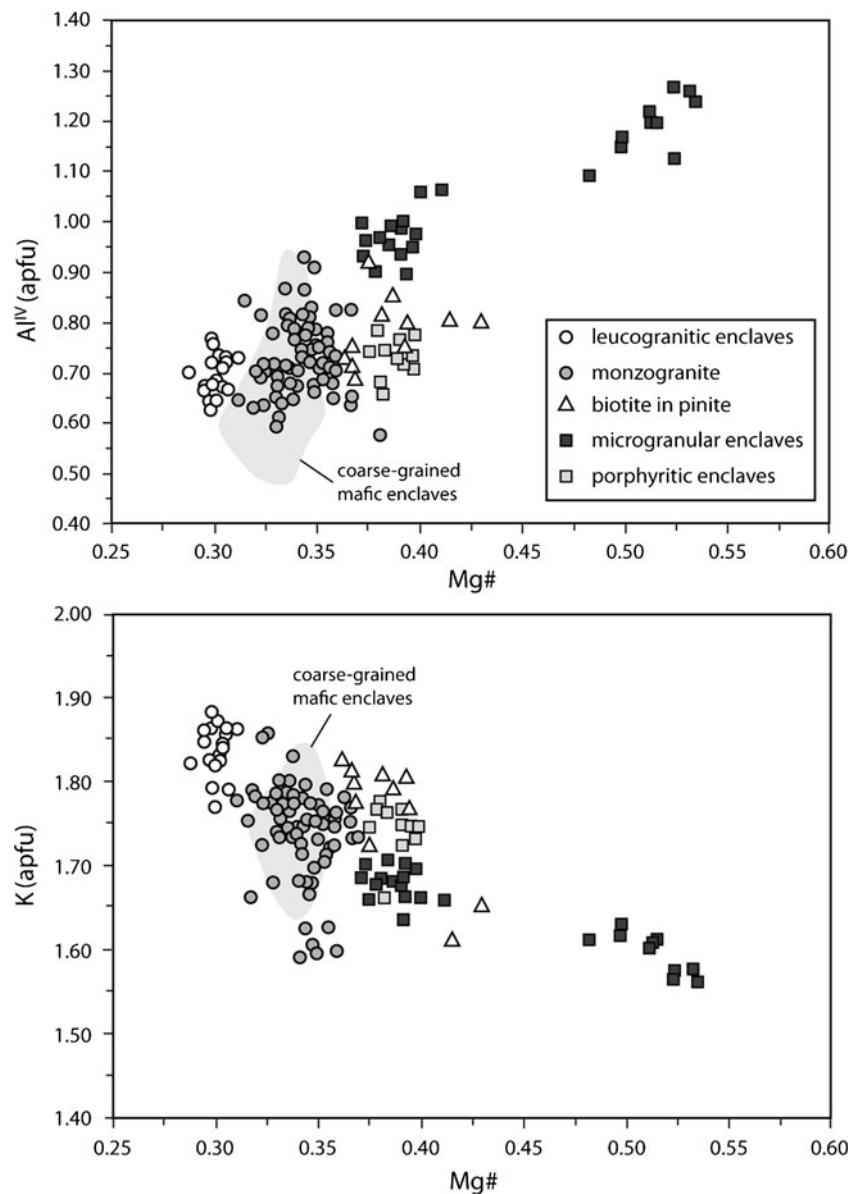 1.40
1.30
1.20
1.10
1.00
0.90
0.80
0.70
0.60
0.50
0.40
Al^IV (apfu)
coarse-grained
mafic enclaves
leucogranitic enclaves
monzogranite
biotite in pinite
microgranular enclaves
porphyritic enclaves
0.25 0.30 0.35 0.40 0.45 0.50 0.55 0.60
Mg#
2.00
1.90
1.80
1.70
1.60
1.50
1.40
K (apfu)
coarse-grained
mafic enclaves
0.25 0.30 0.35 0.40 0.45 0.50 0.55 0.60
Mg#